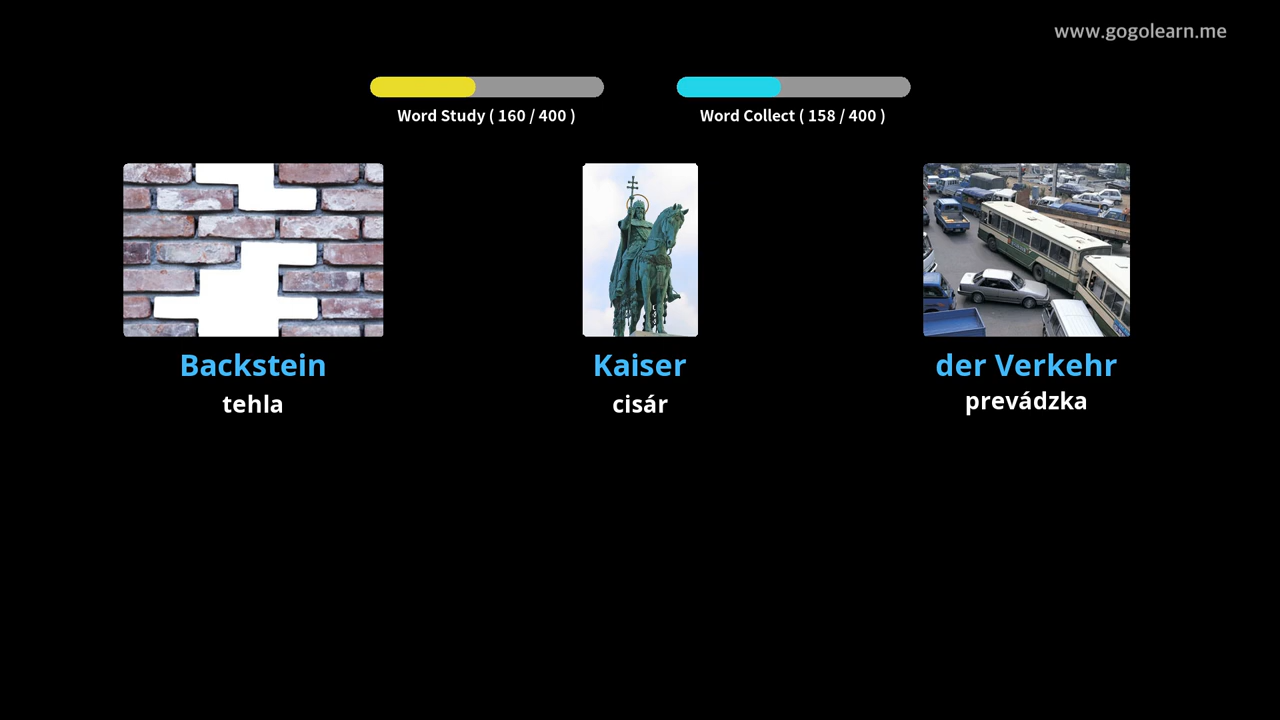 www.gogolearn.me
Word Study ( 160 / 400 )
Word Collect ( 158 / 400 )
Backstein
Kaiser
der Verkehr
tehla
cisár
prevádzka